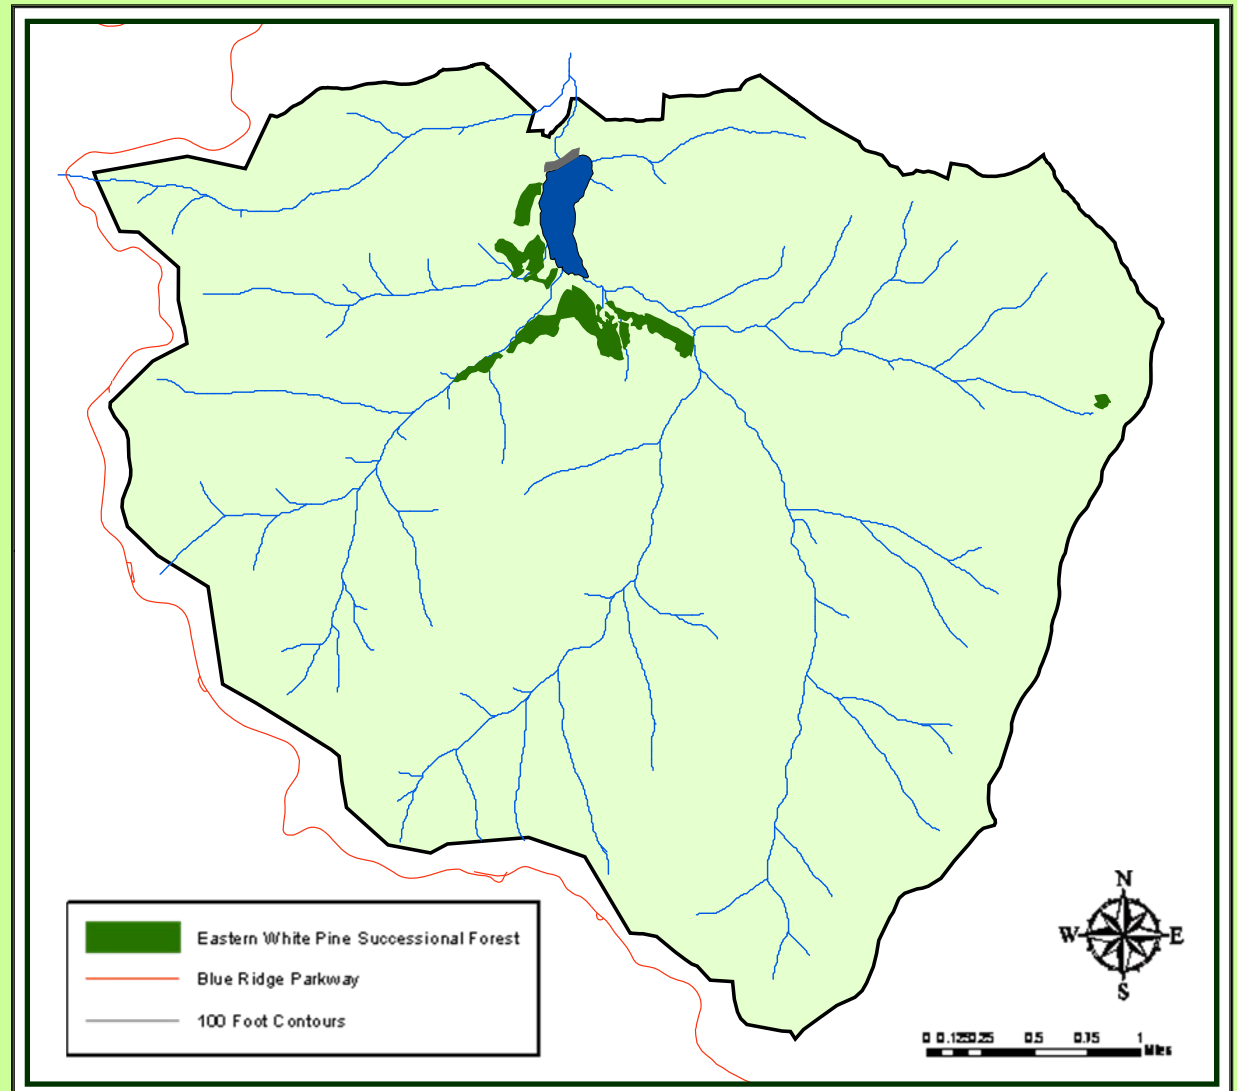 Eastern White Pine Successional Forest
Blue Ridge Parkway
100 Foot Contours
N
W E
S
0 0.125 0.25 0.5 0.75 1
Miles